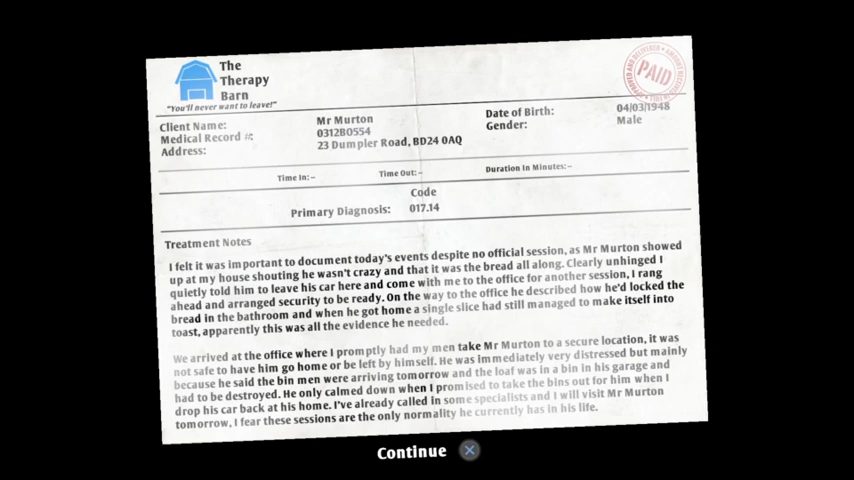 The
Therapy
Barn
"You'll never want to leave!"
PAID
Client Name: Mr Murton Date of Birth: 04/03/1948
Medical Record #: 0312B0554 Gender: Male
Address: 23 Dumpler Road, BD24 0AQ
Time In:- Time Out:- Duration In Minutes:-
Code
Primary Diagnosis: 017.14
Treatment Notes
I felt it was important to document today's events despite no official session, as Mr Murton showed
up at my house shouting he wasn't crazy and that it was the bread all along. Clearly unhinged I
quietly told him to leave his car here and come with me to the office for another session, I rang
ahead and arranged security to be ready. On the way to the office he described how he'd locked the
bread in the bathroom and when he got home a single slice had still managed to make itself into
toast, apparently this was all the evidence he needed.
We arrived at the office where I promptly had my men take Mr Murton to a secure location, it was
not safe to have him go home or be left by himself. He was immediately very distressed but mainly
because he said the bin men were arriving tomorrow and the loaf was in a bin in his garage and
had to be destroyed. He only calmed down when I promised to take the bins out for him when I
drop his car back at his home. I've already called in some specialists and I will visit Mr Murton
tomorrow, I fear these sessions are the only normality he currently has in his life.
Continue